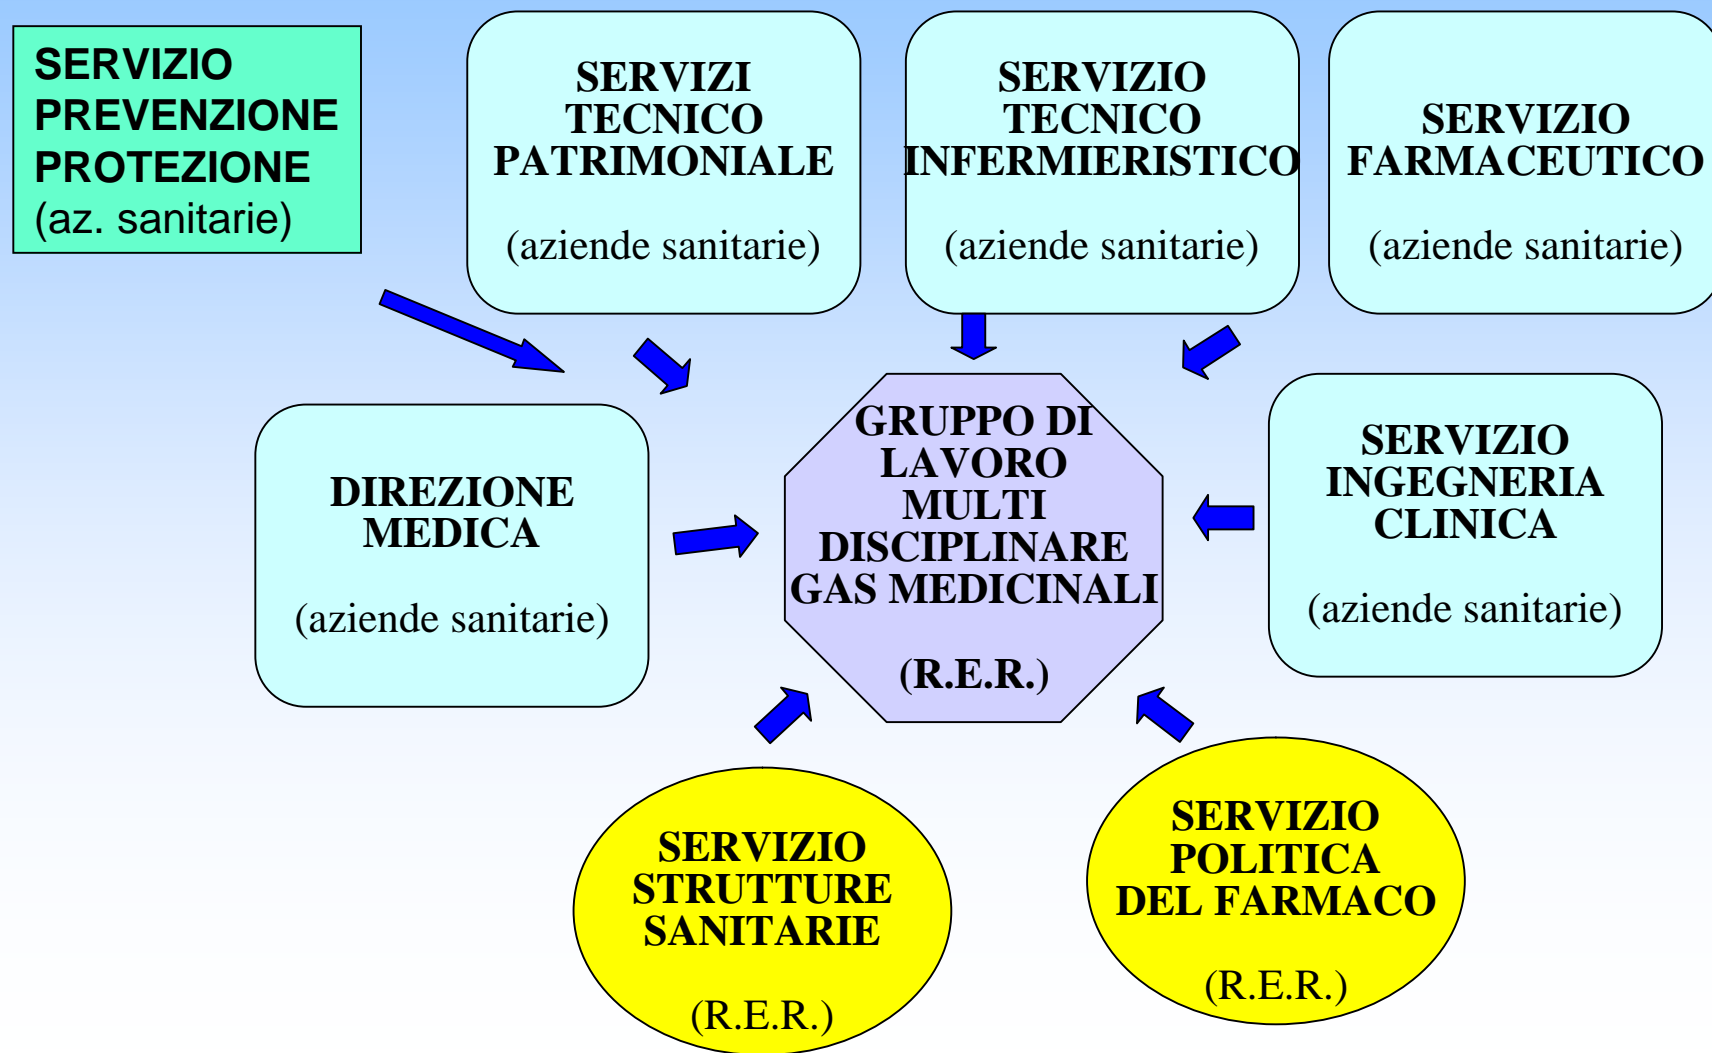 SERVIZIO
PREVENZIONE
PROTEZIONE
(az. sanitarie)
SERVIZI
TECNICO
PATRIMONIALE
(aziende sanitarie)
SERVIZIO
TECNICO
INFERMIERISTICO
(aziende sanitarie)
SERVIZIO
FARMACEUTICO
(aziende sanitarie)
DIREZIONE
MEDICA
(aziende sanitarie)
GRUPPO DI
LAVORO
MULTI
DISCIPLINARE
GAS MEDICINALI
(R.E.R.)
SERVIZIO
INGEGNERIA
CLINICA
(aziende sanitarie)
SERVIZIO
STRUTTURE
SANITARIE
(R.E.R.)
SERVIZIO
POLITICA
DEL FARMACO
(R.E.R.)